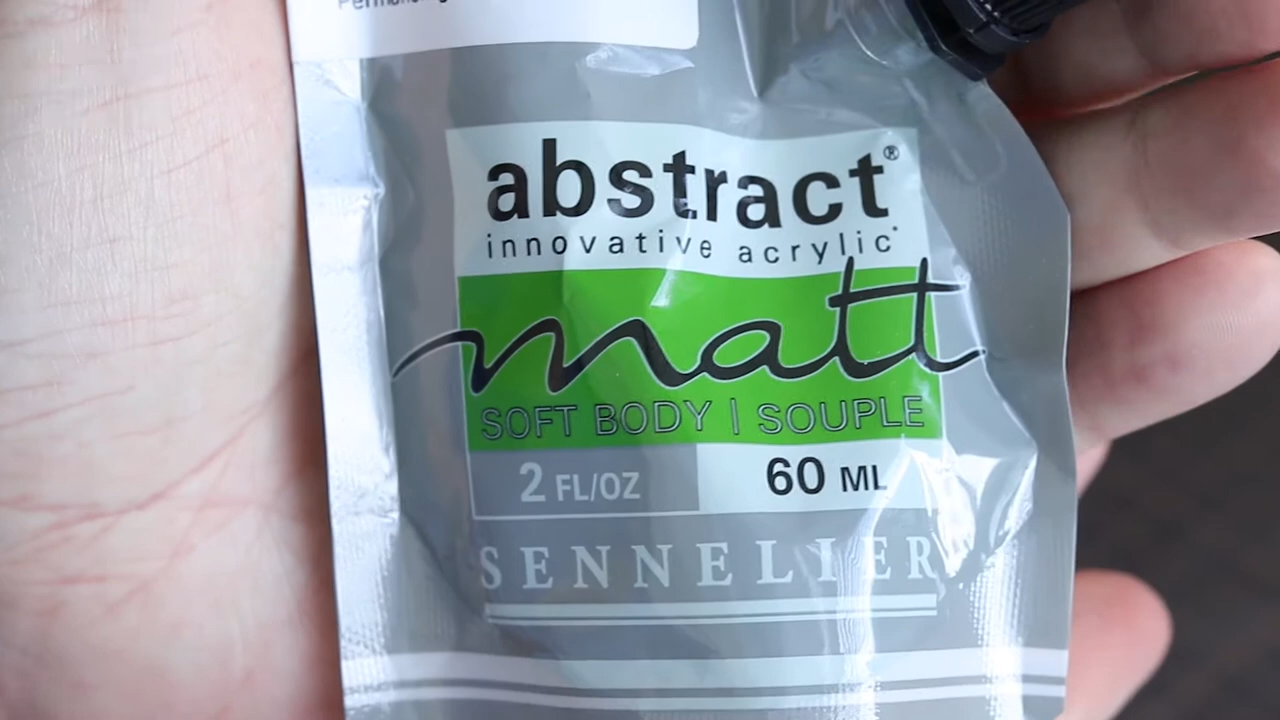 abstract®
innovative acrylic
matt
SOFT BODY | SOUPLE
2 FL/OZ 60 ML
SENNELIER